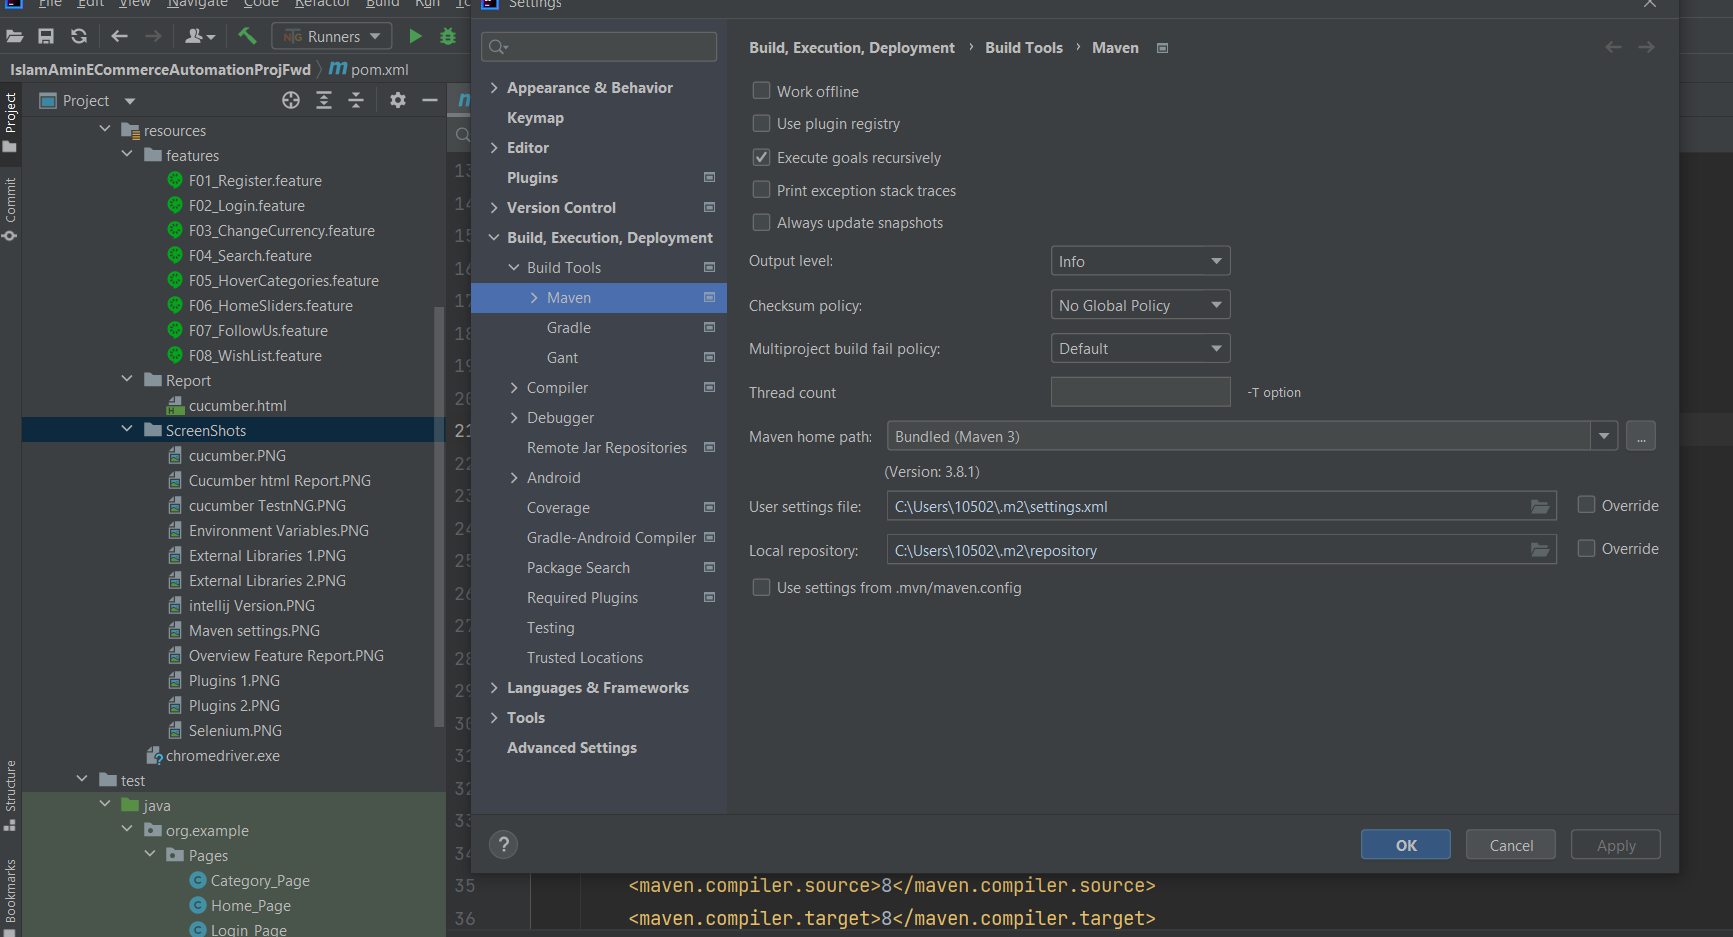 File Edit View Navigate Code Refactor Build Run
Runners
IslamAminECommerceAutomationProjFwd
pom.xml
Project
Commit
Structure
Bookmarks
Project
resources
features
F01_Register.feature
F02_Login.feature
F03_ChangeCurrency.feature
F04_Search.feature
F05_HoverCategories.feature
F06_HomeSliders.feature
F07_FollowUs.feature
F08_WishList.feature
Report
cucumber.html
ScreenShots
cucumber.PNG
Cucumber html Report.PNG
cucumber TestnNG.PNG
Environment Variables.PNG
External Libraries 1.PNG
External Libraries 2.PNG
intellij Version.PNG
Maven settings.PNG
Overview Feature Report.PNG
Plugins 1.PNG
Plugins 2.PNG
Selenium.PNG
chromedriver.exe
test
java
org.example
Pages
Category_Page
Home_Page
Login_Page
13
14
15
16
17
18
19
20
21
22
23
24
25
26
27
28
29
30
31
32
33
34
35 <maven.compiler.source>8</maven.compiler.source>
36 <maven.compiler.target>8</maven.compiler.target>
Settings
Appearance & Behavior
Keymap
Editor
Plugins
Version Control
Build, Execution, Deployment
Build Tools
Maven
Gradle
Gant
Compiler
Debugger
Remote Jar Repositories
Android
Coverage
Gradle-Android Compiler
Package Search
Required Plugins
Testing
Trusted Locations
Languages & Frameworks
Tools
Advanced Settings
Build, Execution, Deployment › Build Tools › Maven
Work offline
Use plugin registry
Execute goals recursively
Print exception stack traces
Always update snapshots
Output level: Info
Checksum policy: No Global Policy
Multiproject build fail policy: Default
Thread count -T option
Maven home path: Bundled (Maven 3) ...
(Version: 3.8.1)
User settings file: C:\Users\10502\.m2\settings.xml Override
Local repository: C:\Users\10502\.m2\repository Override
Use settings from .mvn/maven.config
? OK Cancel Apply